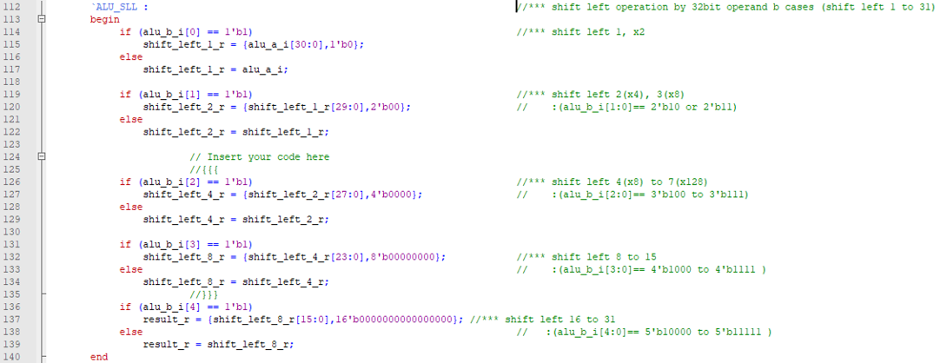 112 `ALU_SLL : //*** shift left operation by 32bit operand b cases (shift left 1 to 31)
113 begin
114 if (alu_b_i[0] == 1'b1) //*** shift left 1, x2
115 shift_left_1_r = {alu_a_i[30:0],1'b0};
116 else
117 shift_left_1_r = alu_a_i;
118
119 if (alu_b_i[1] == 1'b1) //*** shift left 2(x4), 3(x8)
120 shift_left_2_r = {shift_left_1_r[29:0],2'b00}; // :(alu_b_i[1:0]== 2'b10 or 2'b11)
121 else
122 shift_left_2_r = shift_left_1_r;
123
124 // Insert your code here
125 //{{{
126 if (alu_b_i[2] == 1'b1) //*** shift left 4(x8) to 7(x128)
127 shift_left_4_r = {shift_left_2_r[27:0],4'b0000}; // :(alu_b_i[2:0]== 3'b100 to 3'b111)
128 else
129 shift_left_4_r = shift_left_2_r;
130
131 if (alu_b_i[3] == 1'b1)
132 shift_left_8_r = {shift_left_4_r[23:0],8'b00000000}; //*** shift left 8 to 15
133 else // :(alu_b_i[3:0]== 4'b1000 to 4'b1111 )
134 shift_left_8_r = shift_left_4_r;
135 //}}}
136 if (alu_b_i[4] == 1'b1)
137 result_r = {shift_left_8_r[15:0],16'b0000000000000000}; //*** shift left 16 to 31
138 else // :(alu_b_i[4:0]== 5'b10000 to 5'b11111 )
139 result_r = shift_left_8_r;
140 end